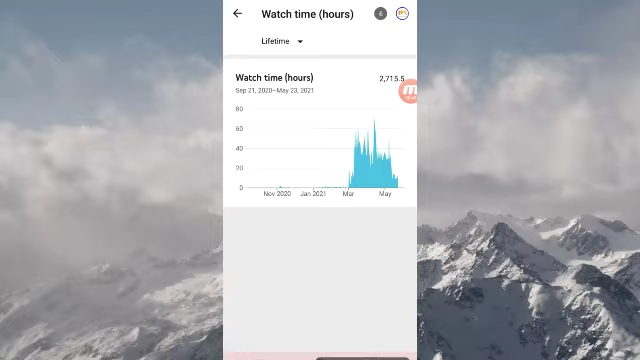 Watch time (hours)
6
Lifetime
Watch time (hours)
2,715.5
Sep 21, 2020–May 23, 2021
80
60
40
20
0
Nov 2020
Jan 2021
Mar
May